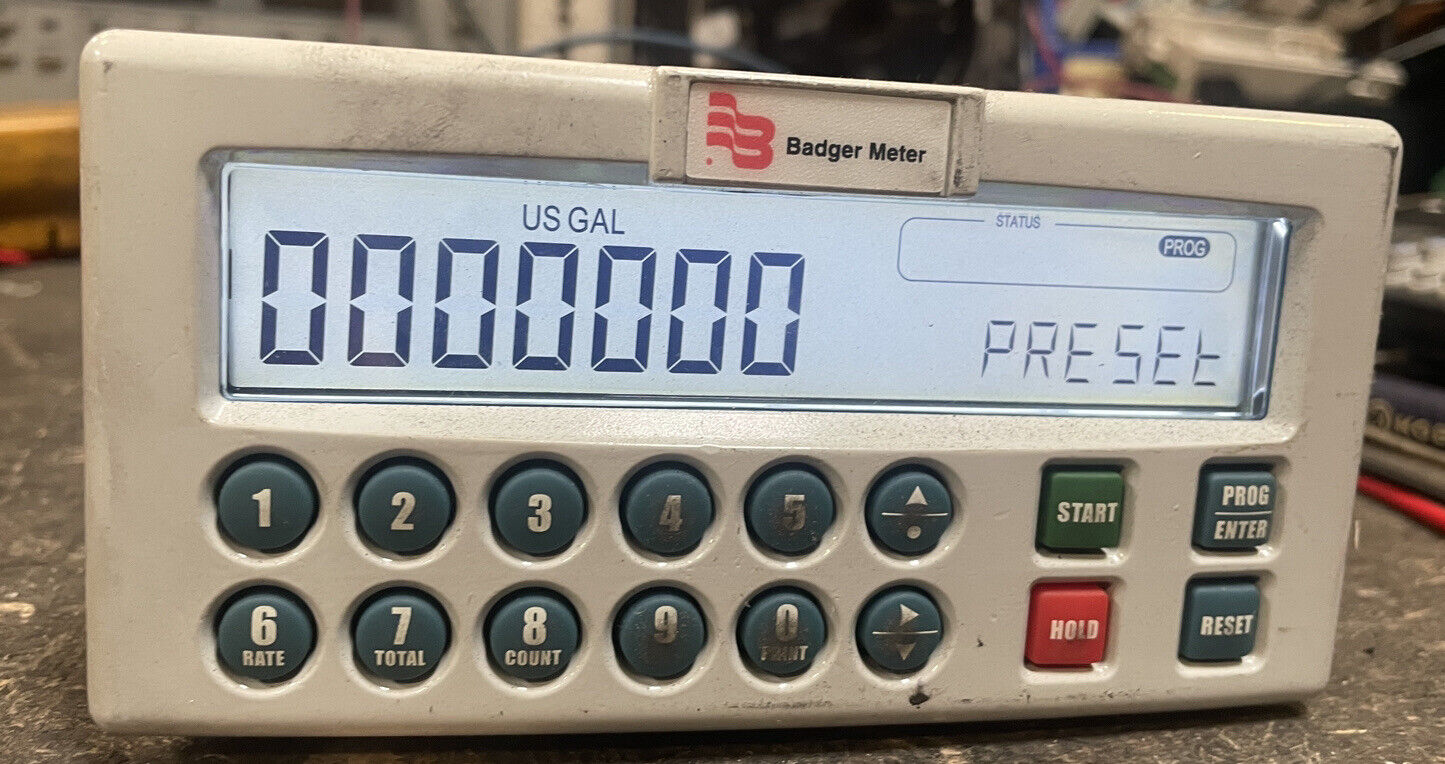 Badger Meter
US GAL
STATUS
PROG
0000000
PRESEt
1 2 3 4 5
START
PROG
ENTER
6 7 8 9 0
RATE TOTAL COUNT PRINT
HOLD
RESET